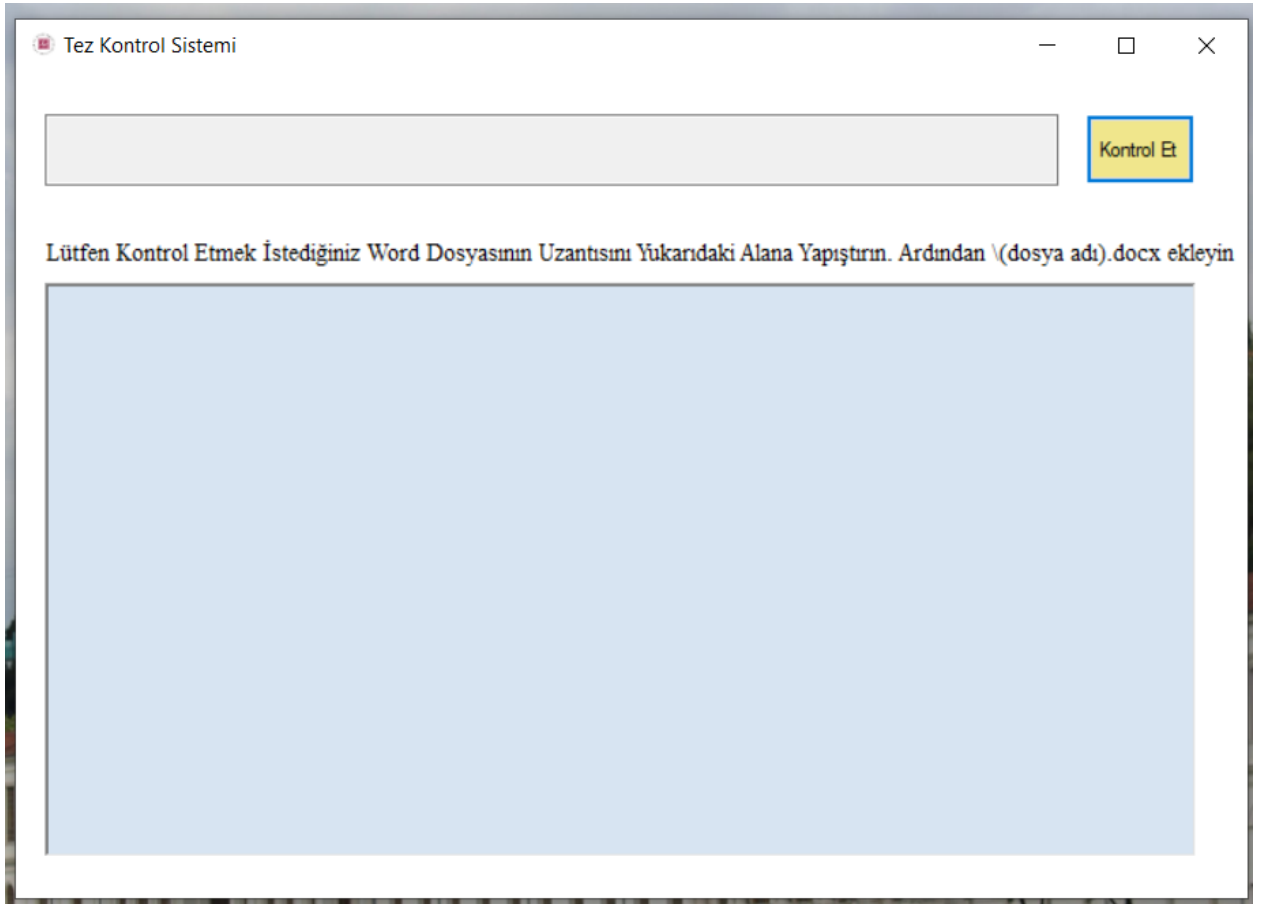 Tez Kontrol Sistemi
Kontrol Et
Lütfen Kontrol Etmek İstediğiniz Word Dosyasının Uzantısını Yukarıdaki Alana Yapıştırın. Ardından \(dosya adı).docx ekleyin